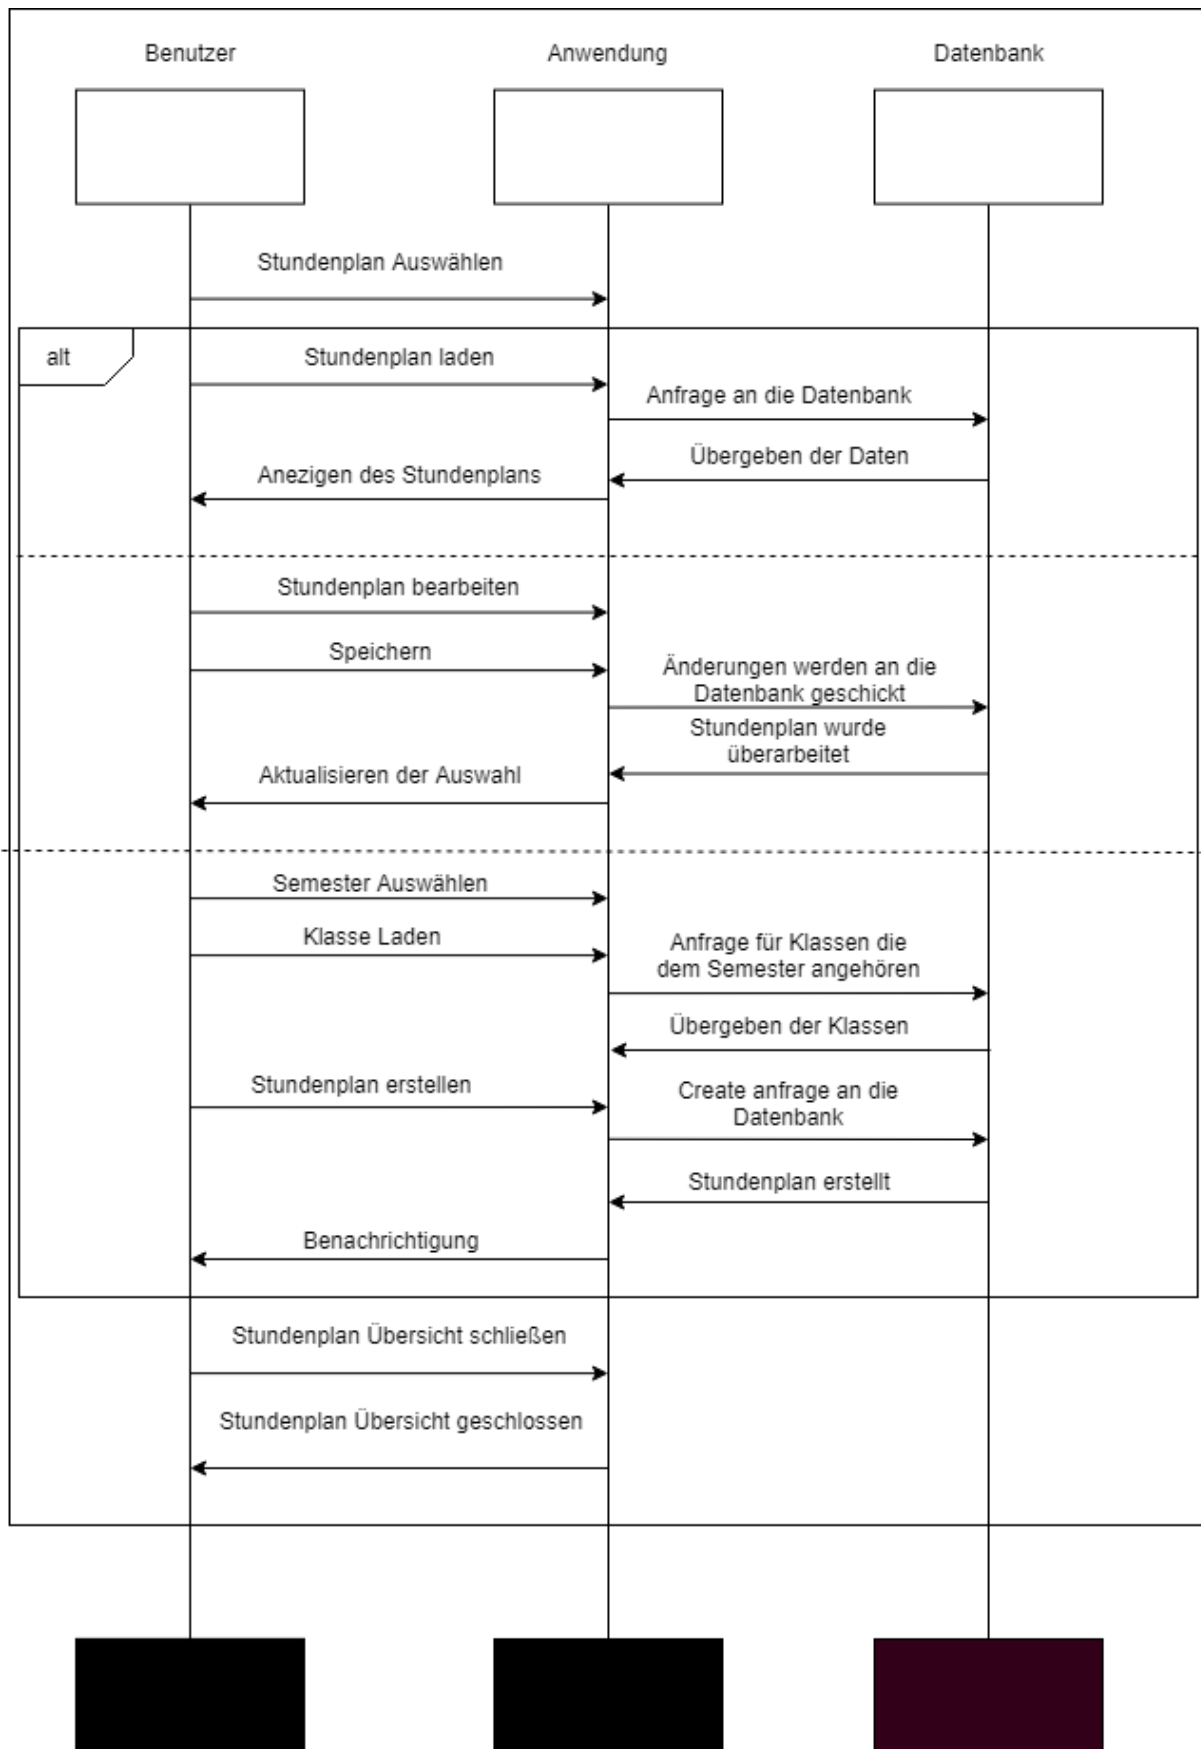 Benutzer
Anwendung
Datenbank
Stundenplan Auswählen
alt
Stundenplan laden
Anfrage an die Datenbank
Übergeben der Daten
Anezigen des Stundenplans
Stundenplan bearbeiten
Speichern
Änderungen werden an die
Datenbank geschickt
Stundenplan wurde
überarbeitet
Aktualisieren der Auswahl
Semester Auswählen
Klasse Laden
Anfrage für Klassen die
dem Semester angehören
Übergeben der Klassen
Stundenplan erstellen
Create anfrage an die
Datenbank
Stundenplan erstellt
Benachrichtigung
Stundenplan Übersicht schließen
Stundenplan Übersicht geschlossen